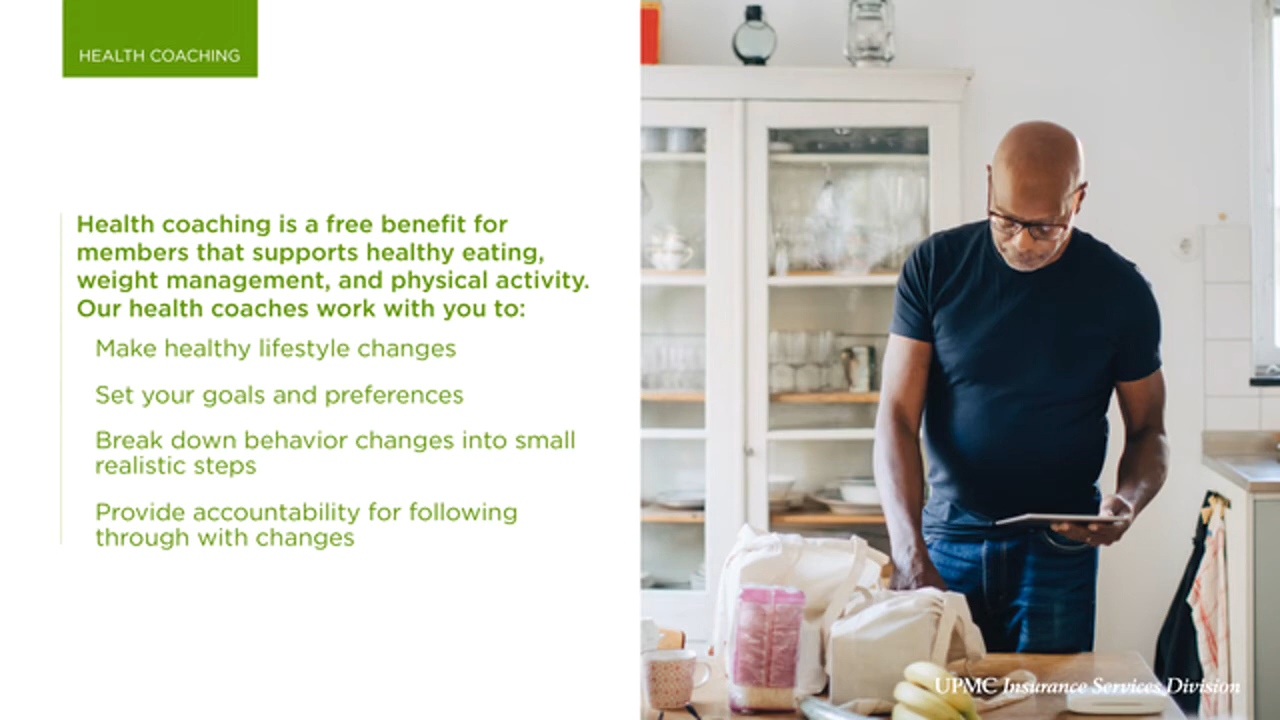 HEALTH COACHING
Health coaching is a free benefit for
members that supports healthy eating,
weight management, and physical activity.
Our health coaches work with you to:
Make healthy lifestyle changes
Set your goals and preferences
Break down behavior changes into small
realistic steps
Provide accountability for following
through with changes
UPMC Insurance Services Division